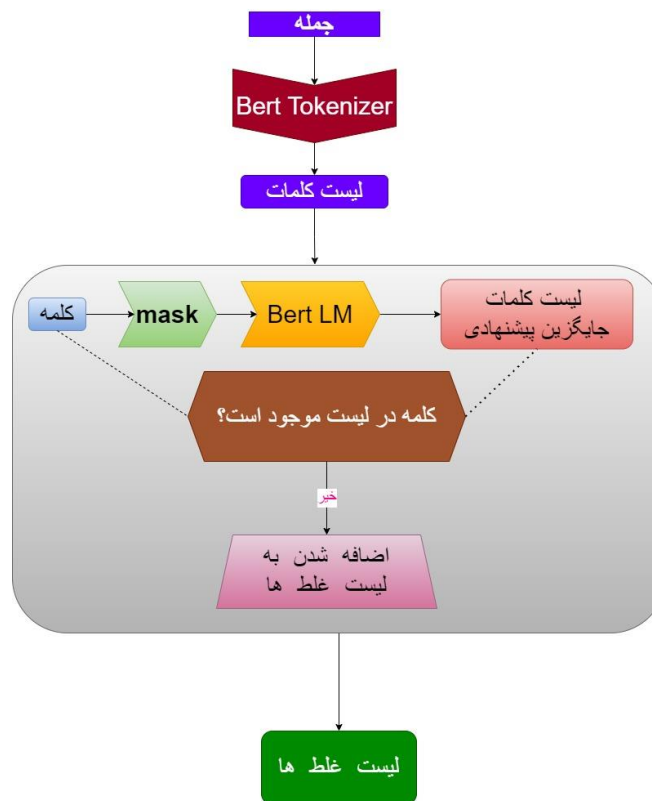 جمله
Bert Tokenizer
لیست کلمات
کلمه
mask
Bert LM
لیست کلمات
جایگزین پیشنهادی
کلمه در لیست موجود است؟
خیر
اضافه شدن به
لیست غلط ها
لیست غلط ها